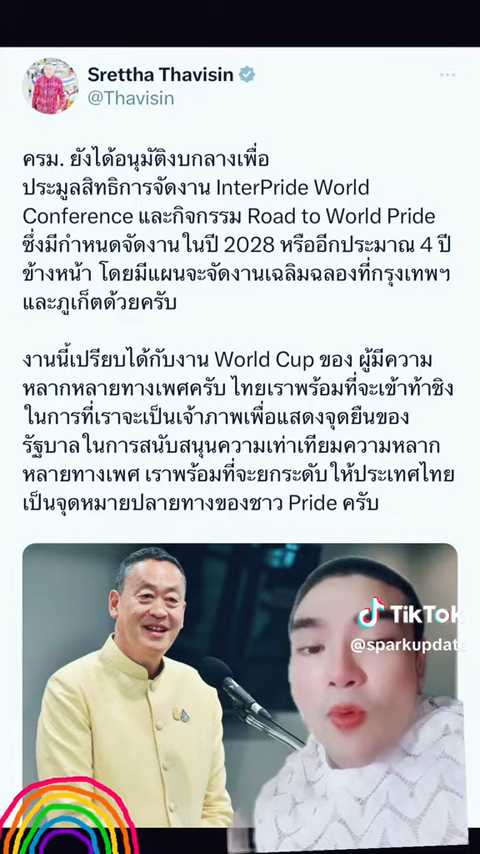 Srettha Thavisin
@Thavisin
ครม. ยังได้อนุมัติงบกลางเพื่อ
ประมูลสิทธิการจัดงาน InterPride World
Conference และกิจกรรม Road to World Pride
ซึ่งมีกำหนดจัดงานในปี 2028 หรืออีกประมาณ 4 ปี
ข้างหน้า โดยมีแผนจะจัดงานเฉลิมฉลองที่กรุงเทพฯ
และภูเก็ตด้วยครับ
งานนี้เปรียบได้กับงาน World Cup ของ ผู้มีความ
หลากหลายทางเพศครับ ไทยเราพร้อมที่จะเข้าท้าชิง
ในการที่เราจะเป็นเจ้าภาพเพื่อแสดงจุดยืนของ
รัฐบาลในการสนับสนุนความเท่าเทียมความหลาก
หลายทางเพศ เราพร้อมที่จะยกระดับให้ประเทศไทย
เป็นจุดหมายปลายทางของชาว Pride ครับ
TikTok
@sparkupdate